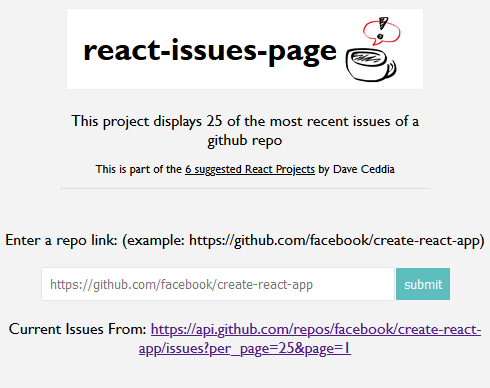 react-issues-page
This project displays 25 of the most recent issues of a
github repo
This is part of the 6 suggested React Projects by Dave Ceddia
Enter a repo link: (example: https://github.com/facebook/create-react-app)
https://github.com/facebook/create-react-app
submit
Current Issues From: https://api.github.com/repos/facebook/create-react-
app/issues?per_page=25&page=1